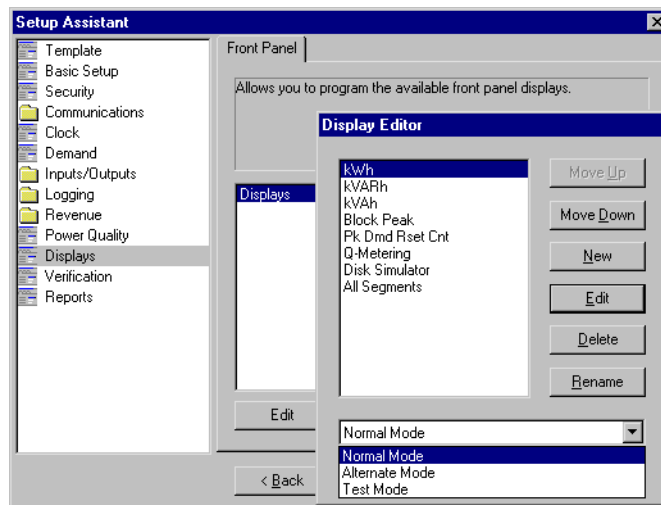 Setup Assistant
Template
Basic Setup
Security
Communications
Clock
Demand
Inputs/Outputs
Logging
Revenue
Power Quality
Displays
Verification
Reports
Front Panel
Allows you to program the available front panel displays.
Displays
Edit
< Back
Display Editor
kWh
kVARh
kVAh
Block Peak
Pk Dmd Rset Cnt
Q-Metering
Disk Simulator
All Segments
Move Up
Move Down
New
Edit
Delete
Rename
Normal Mode
Normal Mode
Alternate Mode
Test Mode